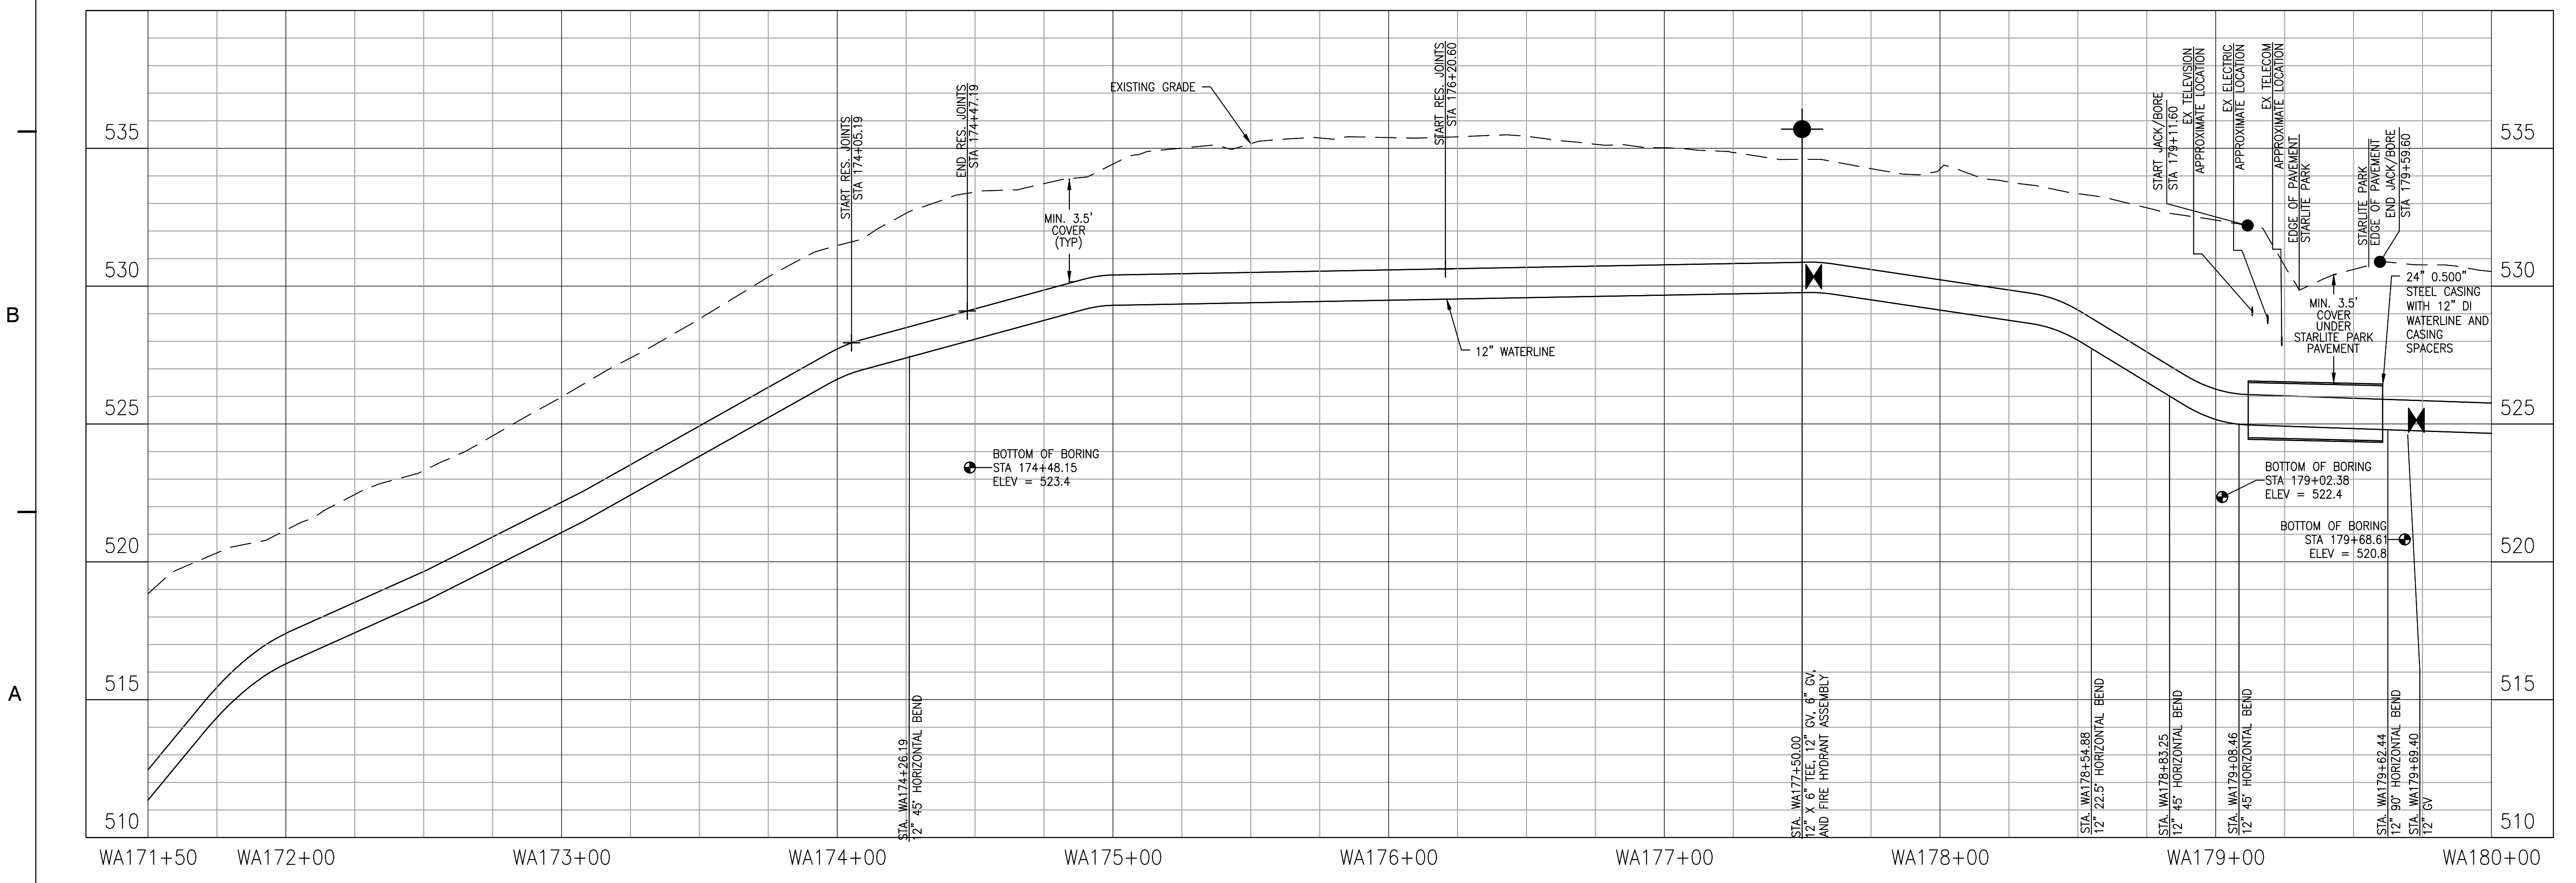 B
A
535
530
525
520
515
510
535
530
525
520
515
510
START RES. JOINTS
STA 174+05.19
END RES. JOINTS
STA 174+47.19
MIN. 3.5'
COVER
(TYP)
EXISTING GRADE
START RES. JOINTS
STA 176+20.60
12" WATERLINE
START JACK/BORE
STA 179+11.60
EX TELEVISION
APPROXIMATE LOCATION
EX ELECTRIC
APPROXIMATE LOCATION
EX TELECOM
APPROXIMATE LOCATION
EDGE OF PAVEMENT
STARLITE PARK
STARLITE PARK
EDGE OF PAVEMENT
END JACK/BORE
STA 179+59.60
MIN. 3.5'
COVER
UNDER
STARLITE PARK
PAVEMENT
24" 0.500"
STEEL CASING
WITH 12" DI
WATERLINE AND
CASING
SPACERS
BOTTOM OF BORING
STA 174+48.15
ELEV = 523.4
BOTTOM OF BORING
STA 179+02.38
ELEV = 522.4
BOTTOM OF BORING
STA 179+68.61
ELEV = 520.8
STA. WA174+26.19
12" 45° HORIZONTAL BEND
STA. WA177+50.00
12" X 6" TEE, 12" GV, 6" GV,
AND FIRE HYDRANT ASSEMBLY
STA. WA178+54.88
12" 22.5° HORIZONTAL BEND
STA. WA178+83.25
12" 45° HORIZONTAL BEND
STA. WA179+08.46
12" 45° HORIZONTAL BEND
STA. WA179+62.44
12" 90° HORIZONTAL BEND
STA. WA179+69.40
12" GV
WA171+50
WA172+00
WA173+00
WA174+00
WA175+00
WA176+00
WA177+00
WA178+00
WA179+00
WA180+00